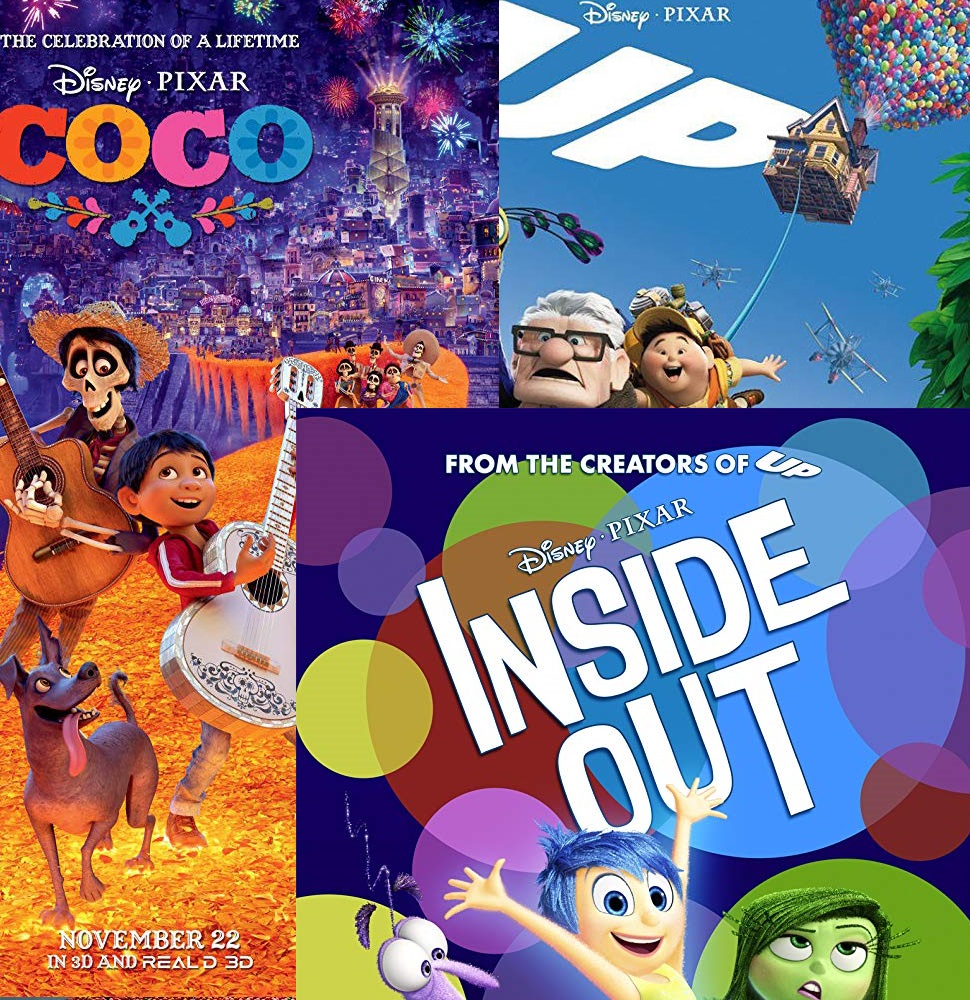 THE CELEBRATION OF A LIFETIME
Disney · PIXAR
COCO
NOVEMBER 22
IN 3D AND REALD 3D
Disney · PIXAR
UP
FROM THE CREATORS OF UP
Disney · PIXAR
INSIDE
OUT